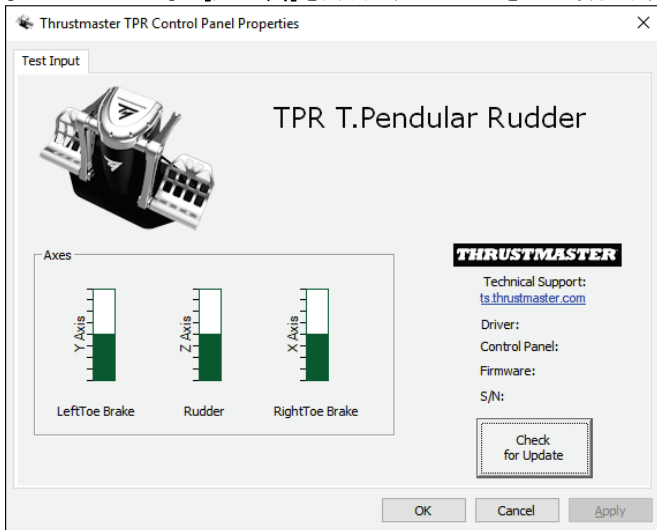 Thrustmaster TPR Control Panel Properties
Test Input
TPR T.Pendular Rudder
Axes
Y Axis
Z Axis
X Axis
LeftToe Brake
Rudder
RightToe Brake
THRUSTMASTER
Technical Support:
ts.thrustmaster.com
Driver:
Control Panel:
Firmware:
S/N:
Check
for Update
OK
Cancel
Apply